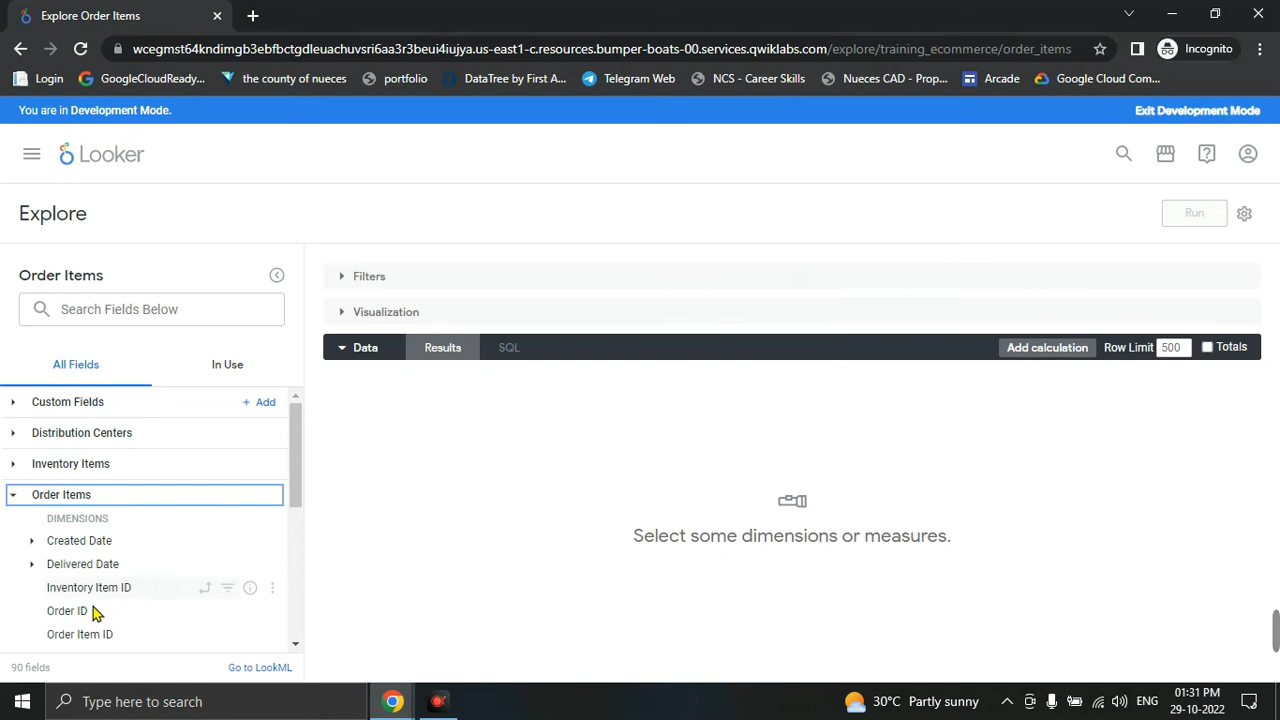 Explore Order Items
wcegmst64kndimgb3ebfbctgdleuachuvsri6aa3r3beui4iujya.us-east1-c.resources.bumper-boats-00.services.qwiklabs.com/explore/training_ecommerce/order_items
Incognito
Login
GoogleCloudReady...
the county of nueces
portfolio
DataTree by First A...
Telegram Web
NCS - Career Skills
Nueces CAD - Prop...
Arcade
Google Cloud Com...
You are in Development Mode.
Exit Development Mode
Looker
Explore
Run
Order Items
Search Fields Below
All Fields
In Use
Custom Fields
+ Add
Distribution Centers
Inventory Items
Order Items
DIMENSIONS
Created Date
Delivered Date
Inventory Item ID
Order ID
Order Item ID
90 fields
Go to LookML
Filters
Visualization
Data
Results
SQL
Add calculation
Row Limit 500
Totals
Select some dimensions or measures.
Type here to search
30°C Partly sunny
ENG
01:31 PM
29-10-2022